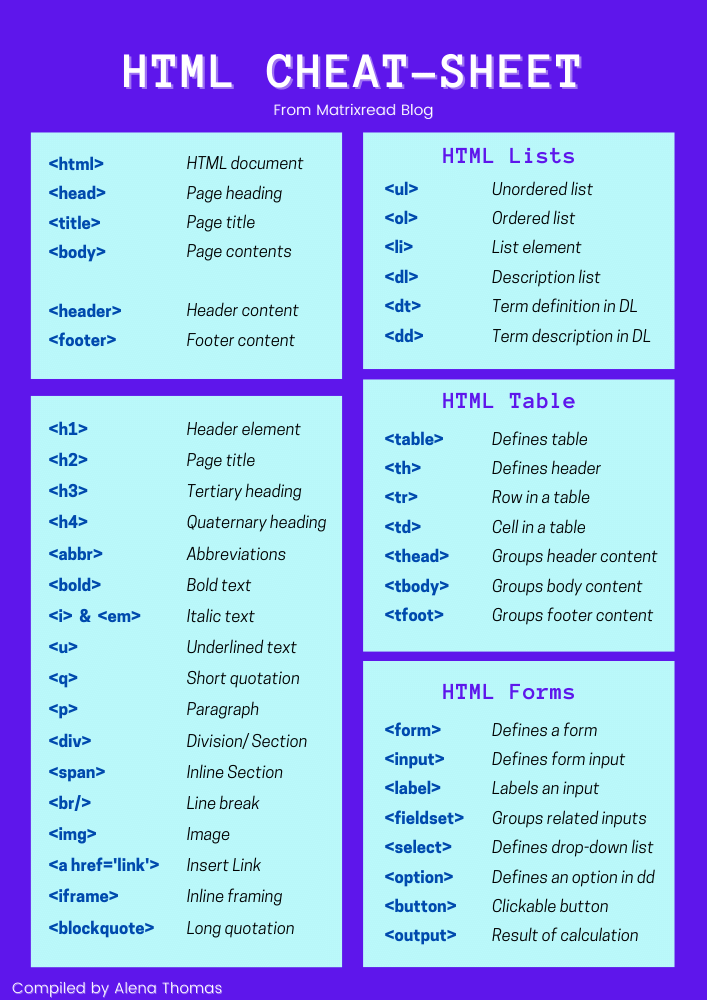 HTML CHEAT-SHEET
From Matrixread Blog
<html> HTML document
<head> Page heading
<title> Page title
<body> Page contents
<header> Header content
<footer> Footer content
<h1> Header element
<h2> Page title
<h3> Tertiary heading
<h4> Quaternary heading
<abbr> Abbreviations
<bold> Bold text
<i> & <em> Italic text
<u> Underlined text
<q> Short quotation
<p> Paragraph
<div> Division/ Section
<span> Inline Section
<br/> Line break
<img> Image
<a href='link'> Insert Link
<iframe> Inline framing
<blockquote> Long quotation
HTML Lists
<ul> Unordered list
<ol> Ordered list
<li> List element
<dl> Description list
<dt> Term definition in DL
<dd> Term description in DL
HTML Table
<table> Defines table
<th> Defines header
<tr> Row in a table
<td> Cell in a table
<thead> Groups header content
<tbody> Groups body content
<tfoot> Groups footer content
HTML Forms
<form> Defines a form
<input> Defines form input
<label> Labels an input
<fieldset> Groups related inputs
<select> Defines drop-down list
<option> Defines an option in dd
<button> Clickable button
<output> Result of calculation
Compiled by Alena Thomas